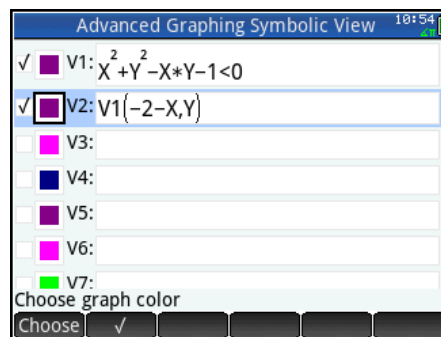 Advanced Graphing Symbolic View 10:54
∡π
√ V1: X²+Y²−X*Y−1<0
√ V2: V1(−2−X,Y)
V3:
V4:
V5:
V6:
V7:
Choose graph color
Choose √